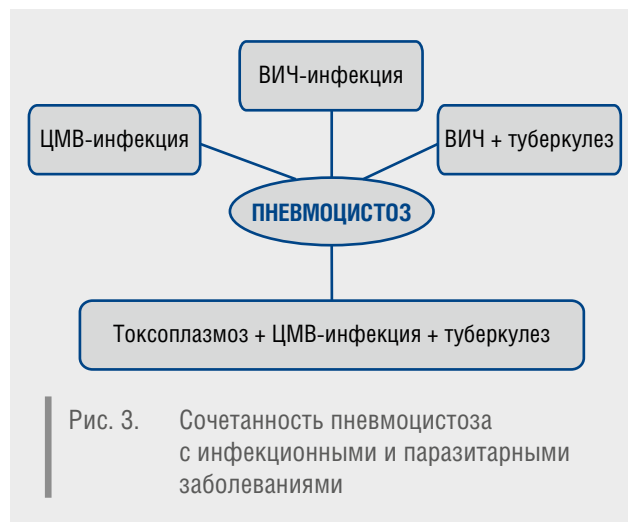 ВИЧ-инфекция
ЦМВ-инфекция
ВИЧ + туберкулез
ПНЕВМОЦИСТОЗ
Токсоплазмоз + ЦМВ-инфекция + туберкулез
Рис. 3. Сочетанность пневмоцистоза
с инфекционными и паразитарными
заболеваниями